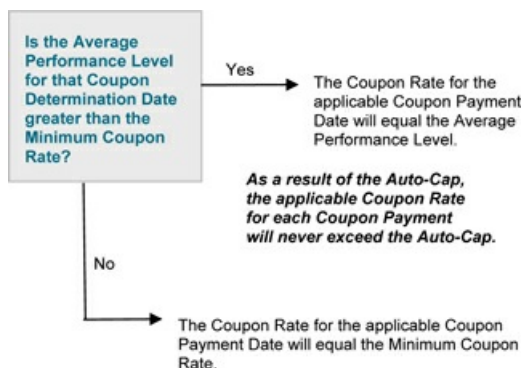 Is the Average
Performance Level
for that Coupon
Determination Date
greater than the
Minimum Coupon
Rate?
Yes
The Coupon Rate for the
applicable Coupon Payment
Date will equal the Average
Performance Level.
As a result of the Auto-Cap,
the applicable Coupon Rate
for each Coupon Payment
will never exceed the Auto-Cap.
No
The Coupon Rate for the applicable Coupon
Payment Date will equal the Minimum Coupon
Rate.